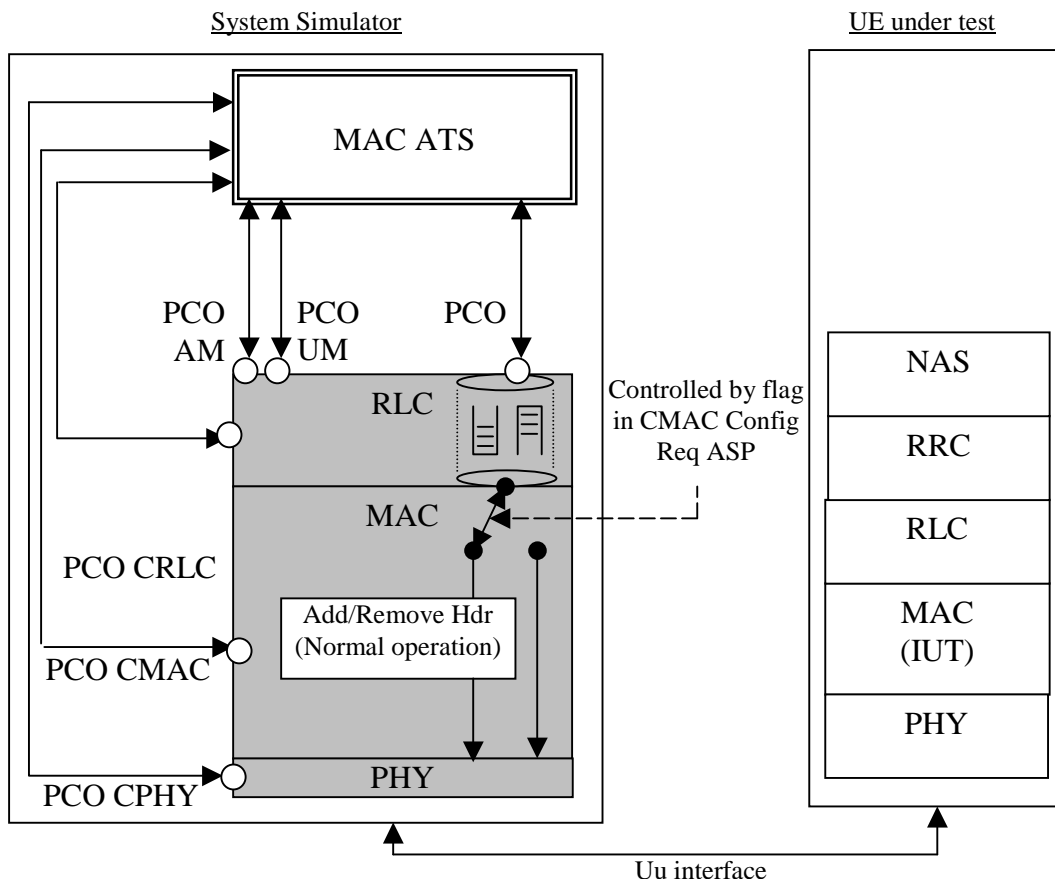 System Simulator
UE under test
MAC ATS
PCO
AM
PCO
UM
PCO
RLC
Controlled by flag
in CMAC Config
Req ASP
MAC
PCO CRLC
Add/Remove Hdr
(Normal operation)
PCO CMAC
PHY
PCO CPHY
NAS
RRC
RLC
MAC
(IUT)
PHY
Uu interface